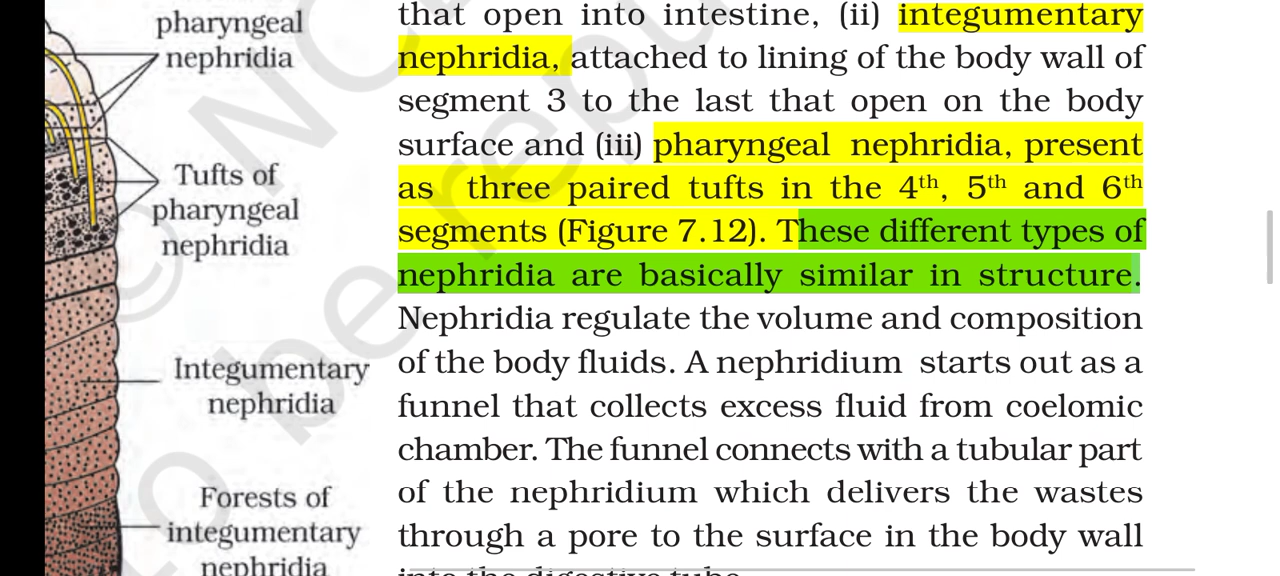 pharyngeal
nephridia
Tufts of
pharyngeal
nephridia
Integumentary
nephridia
Forests of
integumentary
nephridia
that open into intestine, (ii) integumentary
nephridia, attached to lining of the body wall of
segment 3 to the last that open on the body
surface and (iii) pharyngeal nephridia, present
as three paired tufts in the 4th, 5th and 6th
segments (Figure 7.12). These different types of
nephridia are basically similar in structure.
Nephridia regulate the volume and composition
of the body fluids. A nephridium starts out as a
funnel that collects excess fluid from coelomic
chamber. The funnel connects with a tubular part
of the nephridium which delivers the wastes
through a pore to the surface in the body wall
into the digestive tube